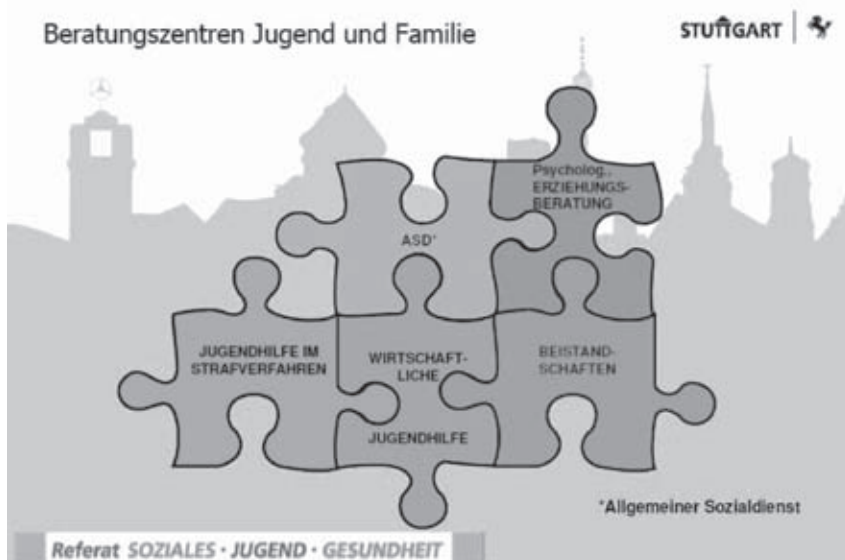 Beratungszentren Jugend und Familie
STUTTGART
Psycholog.,
ERZIEHUNGS-
BERATUNG
ASD*
JUGENDHILFE IM
STRAFVERFAHREN
WIRTSCHAFT-
LICHE
JUGENDHILFE
BEISTAND-
SCHAFTEN
*Allgemeiner Sozialdienst
Referat SOZIALES · JUGEND · GESUNDHEIT